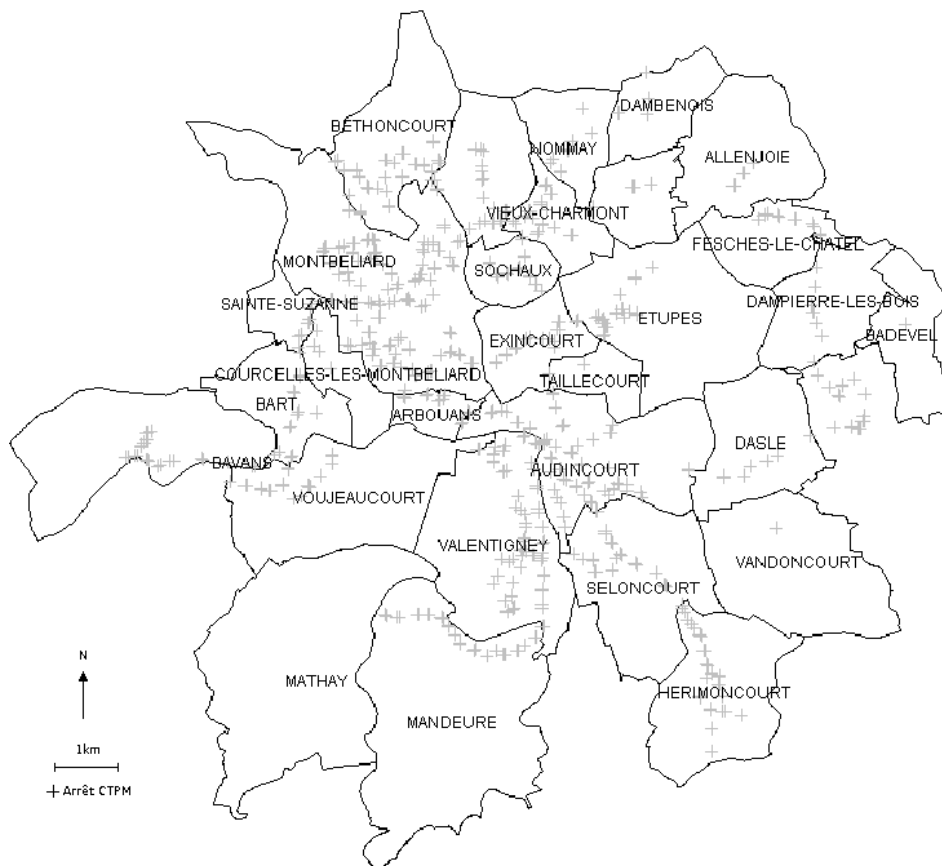 DAMBENOIS
BÉTHONCOURT
NOMMAY
ALLENJOIE
VIEUX-CHARMONT
FESCHES-LE-CHATEL
MONTBELIARD
SOCHAUX
SAINTE-SUZANNE
DAMPIERRE-LES-BOIS
ETUPES
BADEVEL
EXINCOURT
COURCELLES-LES-MONTBELIARD
TAILLECOURT
BART
ARBOUANS
DASLE
BAVANS
AUDINCOURT
VOUJEAUCOURT
VALENTIGNEY
VANDONCOURT
SELONCOURT
N
MATHAY
HERIMONCOURT
MANDEURE
1km
Arrêt CTPM